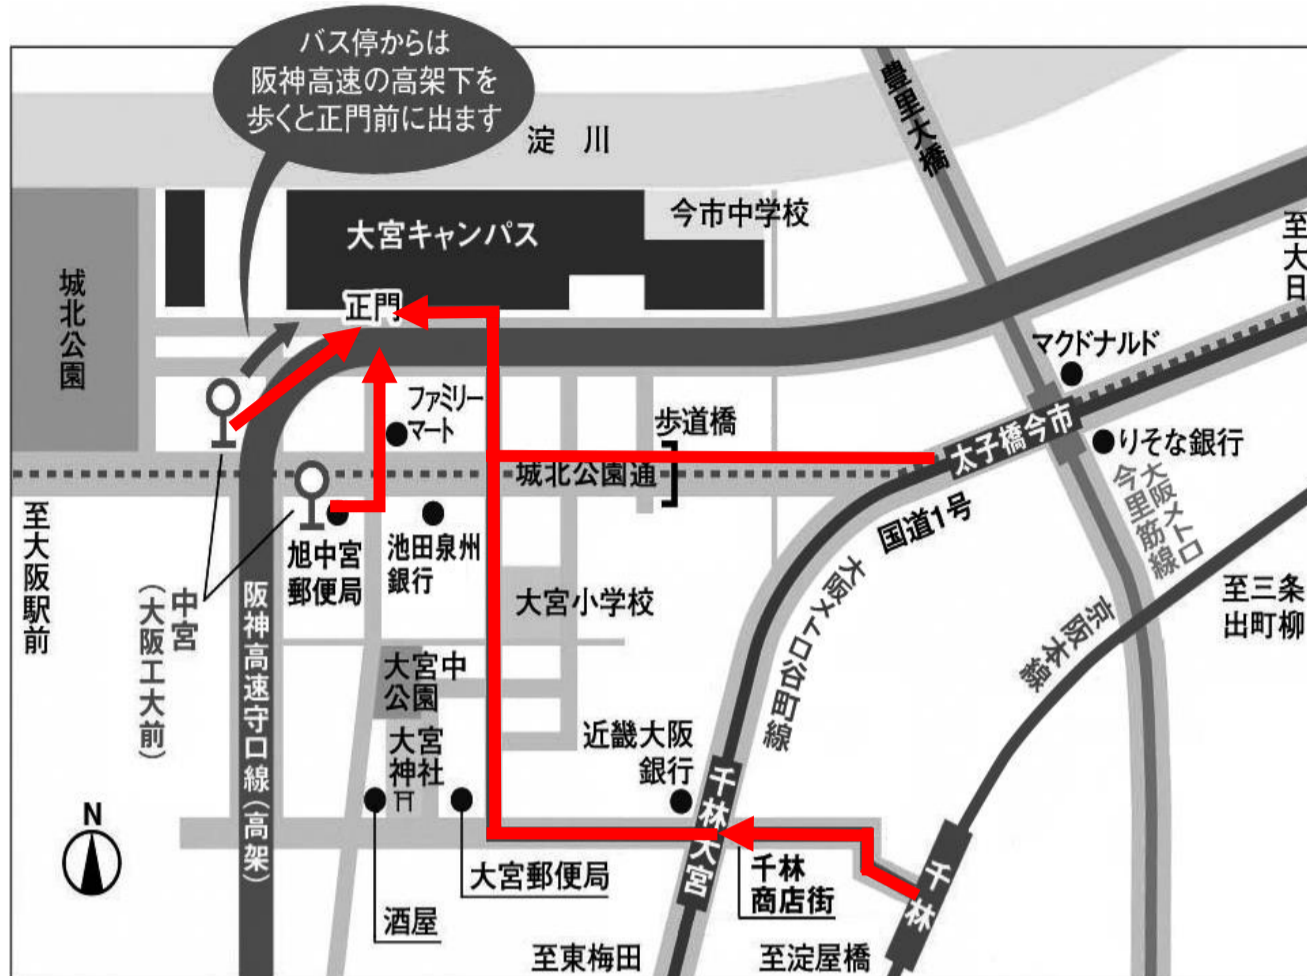 バス停からは
阪神高速の高架下を
歩くと正門前に出ます
淀川
豊里大橋
今市中学校
大宮キャンパス
至大日
城北公園
正門
マクドナルド
ファミリー
マート
歩道橋
太子橋今市
りそな銀行
城北公園通
大阪メトロ
今里筋線
国道1号
至大阪駅前
旭中宮
郵便局
池田泉州
銀行
大宮小学校
大阪メトロ谷町線
京阪本線
至三条
出町柳
中宮
(大阪工大前)
阪神高速守口線(高架)
大宮中
公園
大宮
神社
近畿大阪
銀行
千林大宮
N
大宮郵便局
千林
商店街
千林
酒屋
至東梅田
至淀屋橋